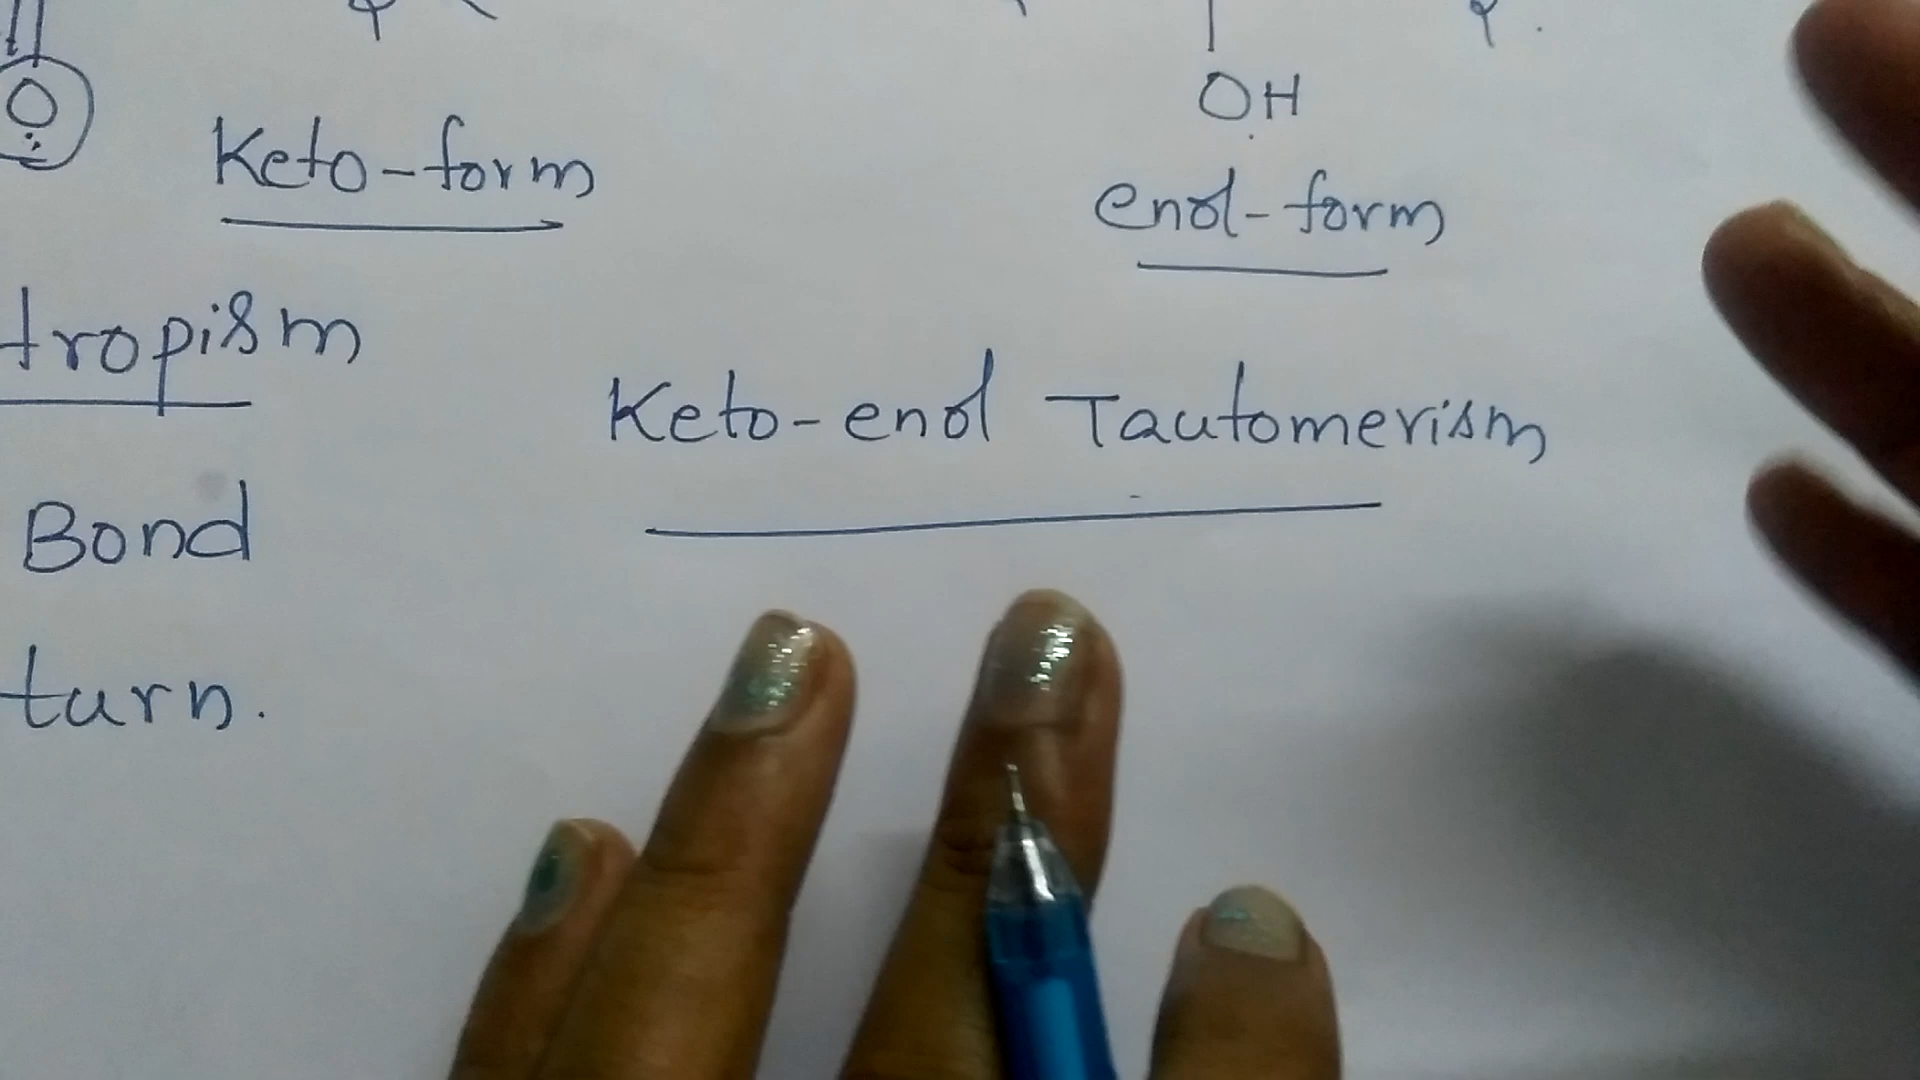 O
OH
Keto-form
enol-form
tropism
Keto-enol Tautomerism
Bond
turn.